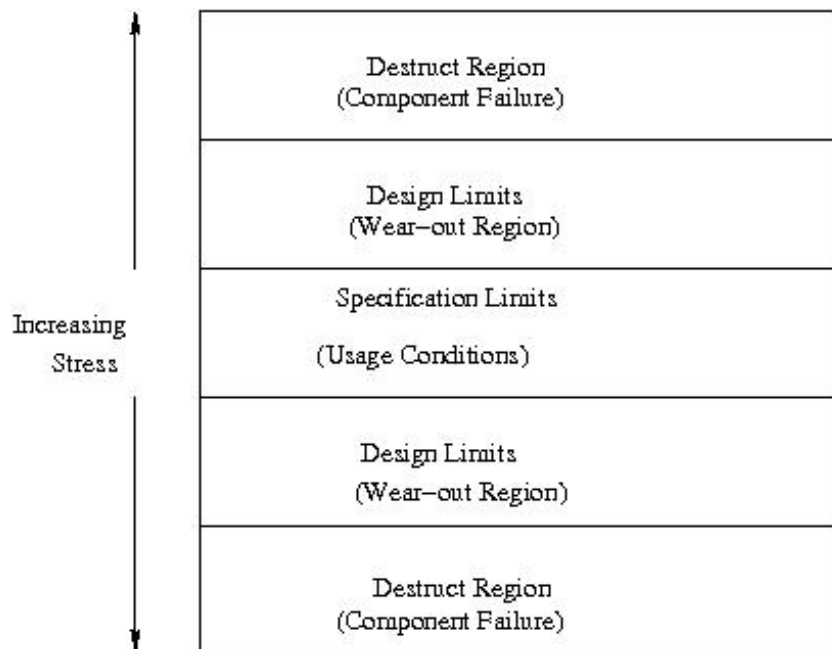 Destruct Region
(Component Failure)
Design Limits
(Wear-out Region)
Increasing
Stress
Specification Limits
(Usage Conditions)
Design Limits
(Wear-out Region)
Destruct Region
(Component Failure)